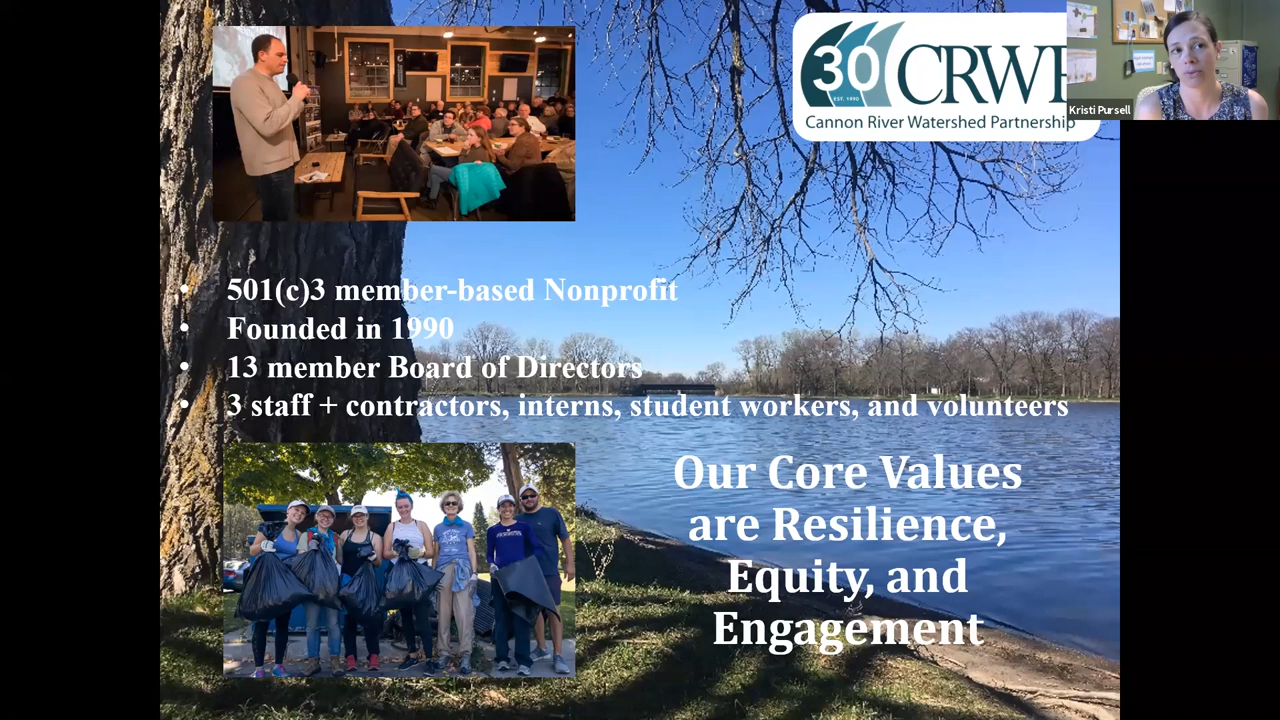 30
EST. 1990
CRWP
Cannon River Watershed Partnership
Kristi Pursell
• 501(c)3 member-based Nonprofit
• Founded in 1990
• 13 member Board of Directors
• 3 staff + contractors, interns, student workers, and volunteers
Our Core Values
are Resilience,
Equity, and
Engagement